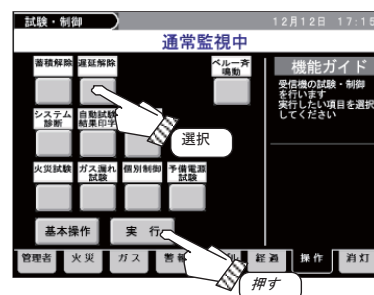 試験・制御
12月12日 17:15
通常監視中
蓄積解除 遅延解除
ベル一斉
鳴動
機能ガイド
受信機の試験・制御
を行います
実行したい項目を選択
してください
システム
診断
自動試験
結果印字
選択
火災試験
ガス漏れ
試験
個別制御
予備電源
試験
基本操作
実 行
管理者 火災 ガス 経過 操作 消灯
押す